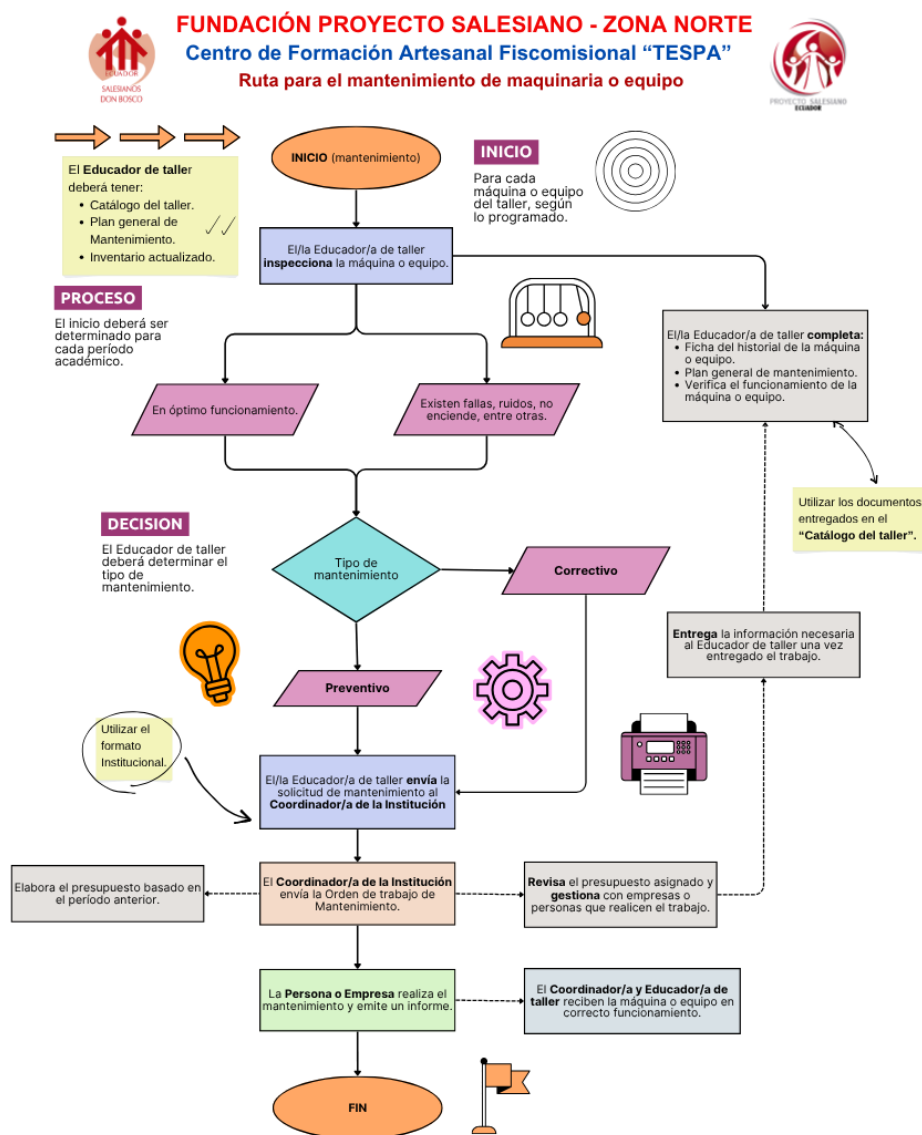 FUNDACIÓN PROYECTO SALESIANO - ZONA NORTE
Centro de Formación Artesanal Fiscomisional “TESPA”
Ruta para el mantenimiento de maquinaria o equipo
ECUADOR
SALESIANOS
DON BOSCO
PROYECTO SALESIANO
ECUADOR
El Educador de taller
deberá tener:
• Catálogo del taller.
• Plan general de
Mantenimiento.
• Inventario actualizado.
INICIO (mantenimiento)
INICIO
Para cada
máquina o equipo
del taller, según
lo programado.
El/la Educador/a de taller
inspecciona la máquina o equipo.
PROCESO
El inicio deberá ser
determinado para
cada período
académico.
El/la Educador/a de taller completa:
• Ficha del historial de la máquina
o equipo.
• Plan general de mantenimiento.
• Verifica el funcionamiento de la
máquina o equipo.
En óptimo funcionamiento.
Existen fallas, ruidos, no
enciende, entre otras.
Utilizar los documentos
entregados en el
“Catálogo del taller”.
DECISION
El Educador de taller
deberá determinar el
tipo de
mantenimiento.
Tipo de
mantenimiento
Correctivo
Entrega la información necesaria
al Educador de taller una vez
entregado el trabajo.
Preventivo
Utilizar el
formato
Institucional.
El/la Educador/a de taller envía la
solicitud de mantenimiento al
Coordinador/a de la Institución
Elabora el presupuesto basado en
el período anterior.
El Coordinador/a de la Institución
envía la Orden de trabajo de
Mantenimiento.
Revisa el presupuesto asignado y
gestiona con empresas o
personas que realicen el trabajo.
La Persona o Empresa realiza el
mantenimiento y emite un informe.
El Coordinador/a y Educador/a de
taller reciben la máquina o equipo en
correcto funcionamiento.
FIN